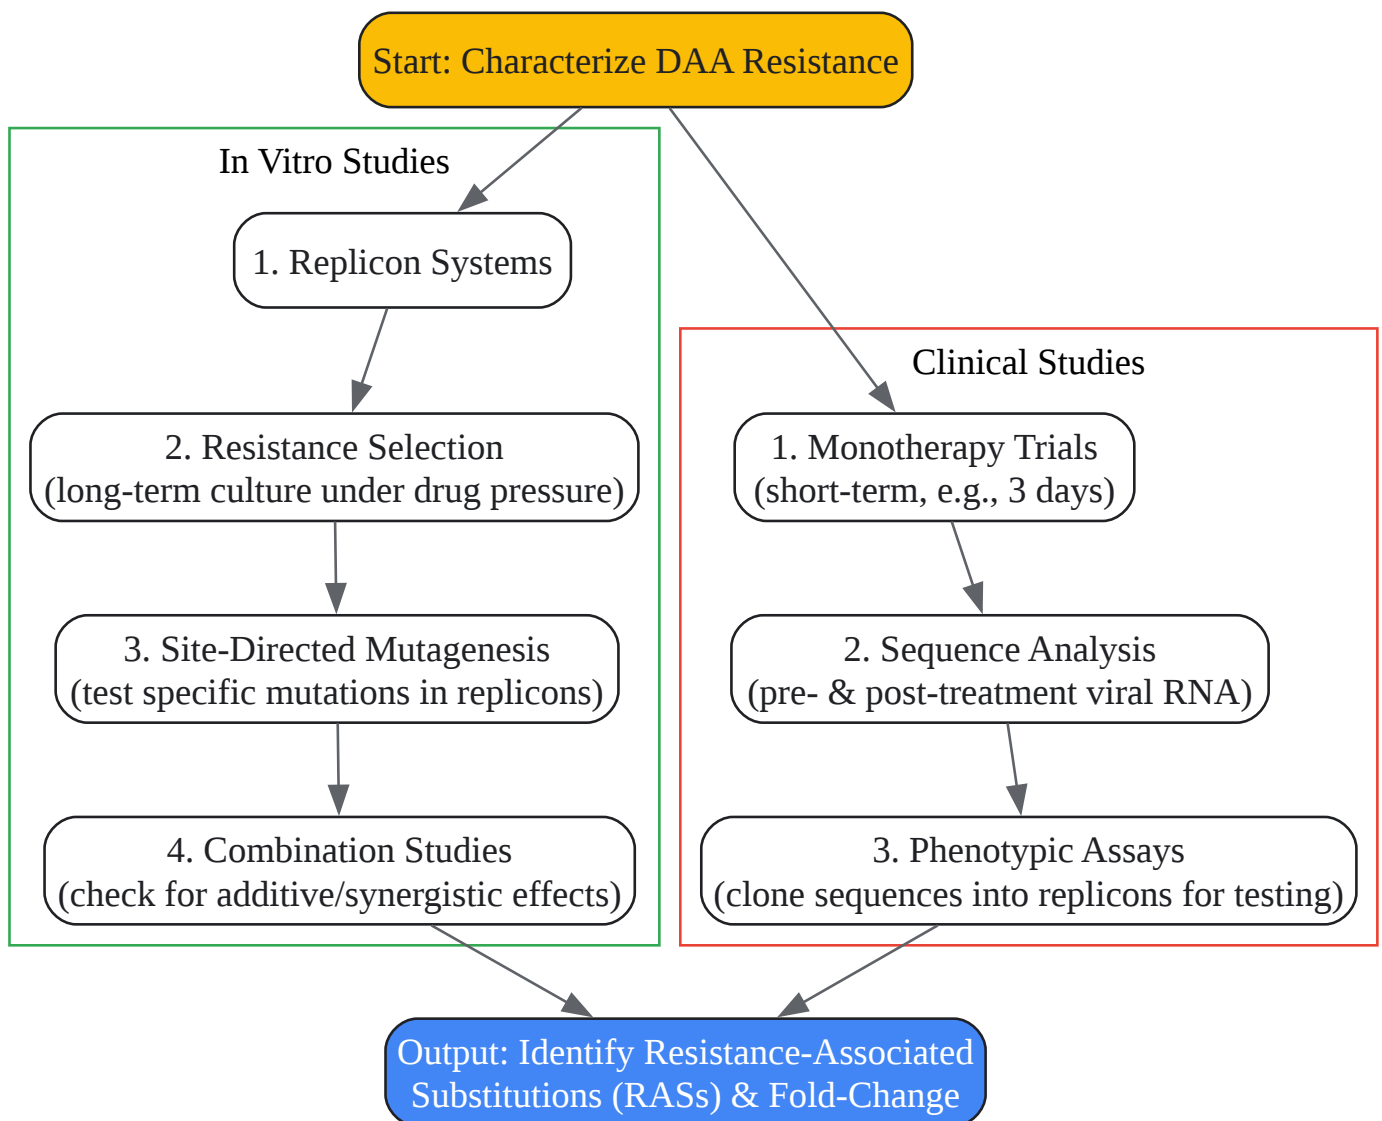 Start: Characterize DAA Resistance
In Vitro Studies
1. Replicon Systems
2. Resistance Selection
(long-term culture under drug pressure)
3. Site-Directed Mutagenesis
(test specific mutations in replicons)
4. Combination Studies
(check for additive/synergistic effects)
Clinical Studies
1. Monotherapy Trials
(short-term, e.g., 3 days)
2. Sequence Analysis
(pre- & post-treatment viral RNA)
3. Phenotypic Assays
(clone sequences into replicons for testing)
Output: Identify Resistance-Associated
Substitutions (RASs) & Fold-Change